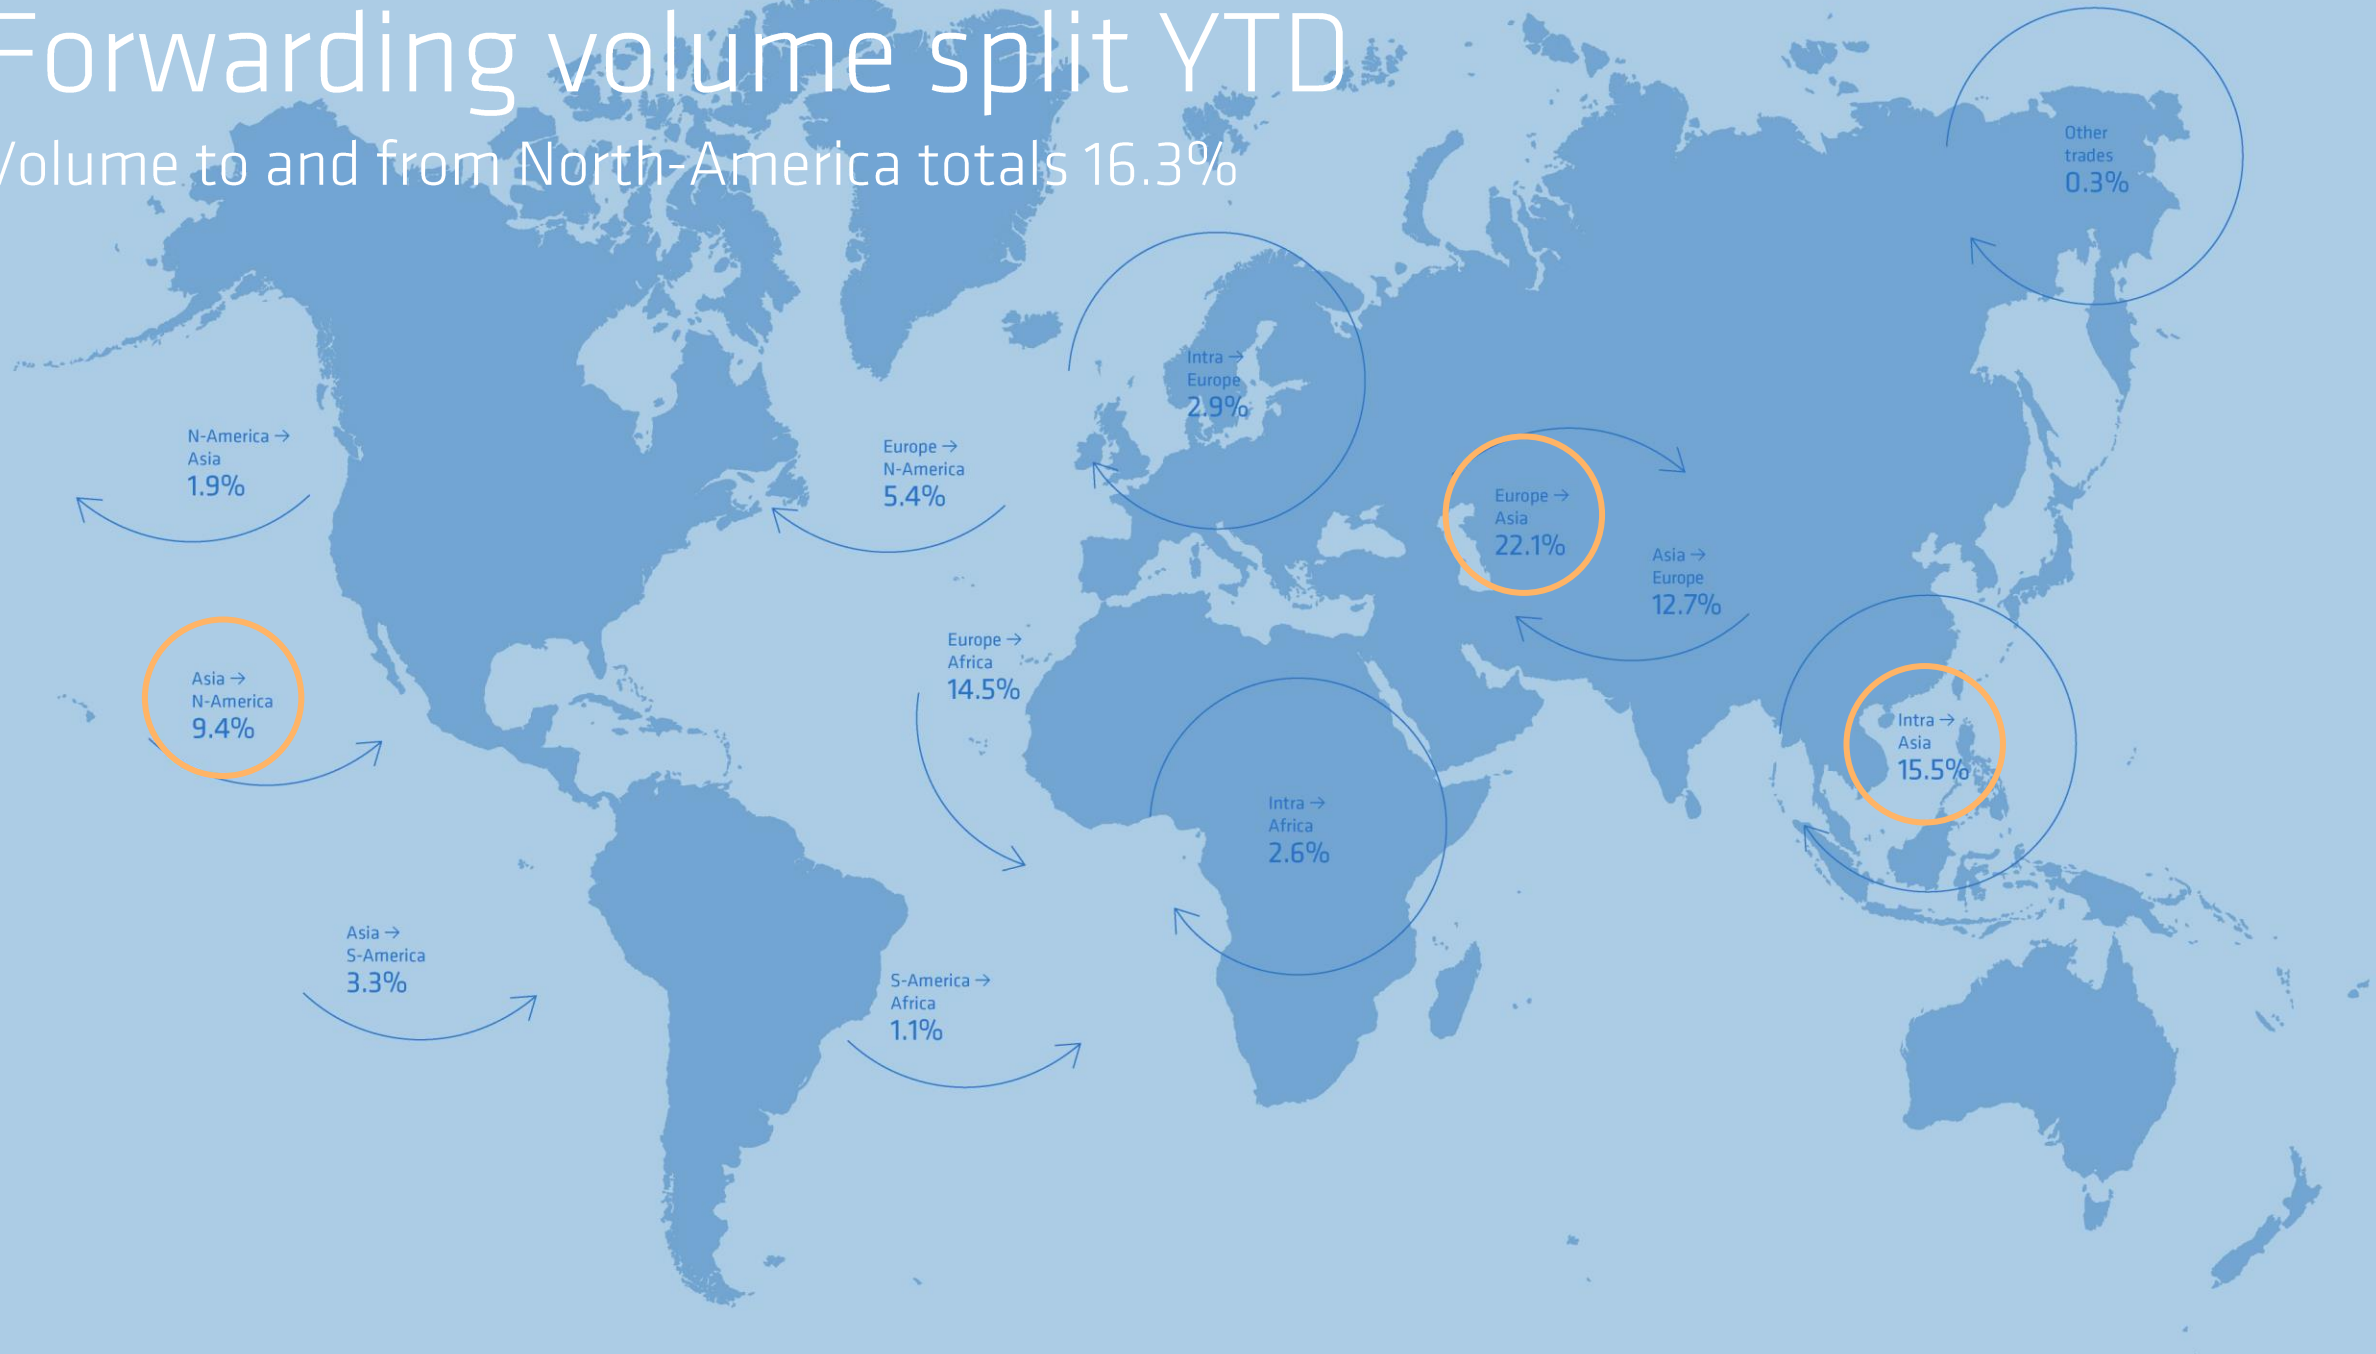 Forwarding volume split YTD
Volume to and from North-America totals 16.3%
Other
trades
0.3%
Intra →
Europe
2.9%
N-America →
Asia
1.9%
Europe →
N-America
5.4%
Europe →
Asia
22.1%
Asia →
Europe
12.7%
Europe →
Africa
14.5%
Asia →
N-America
9.4%
Intra →
Asia
15.5%
Intra →
Africa
2.6%
Asia →
S-America
3.3%
S-America →
Africa
1.1%